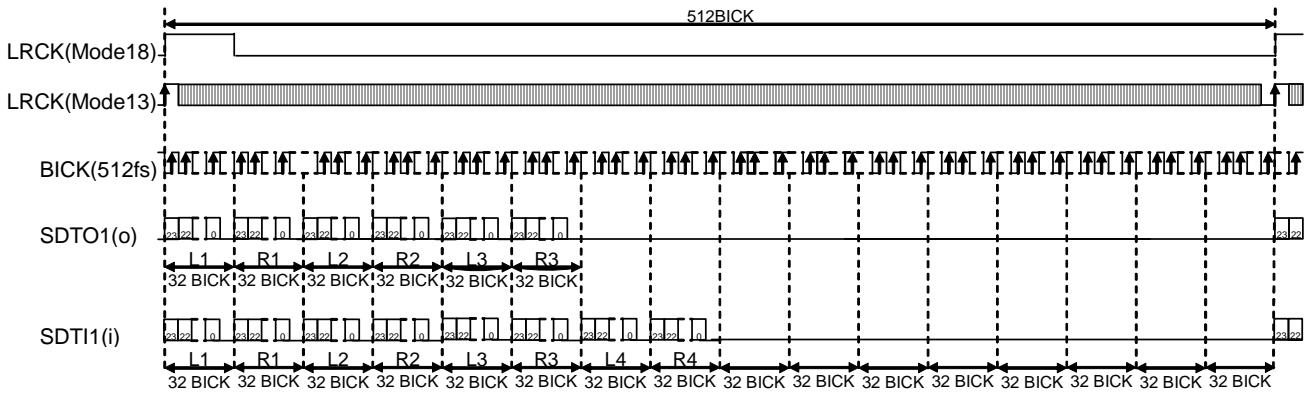 512BICK
LRCK(Mode18)
LRCK(Mode13)
BICK(512fs)
SDTO1(o)
23 22 0 23 22 0 23 22 0 23 22 0 23 22 0 23 22 0 23 22
L1 R1 L2 R2 L3 R3
32 BICK 32 BICK 32 BICK 32 BICK 32 BICK 32 BICK
SDTI1(i)
23 22 0 23 22 0 23 22 0 23 22 0 23 22 0 23 22 0 23 22 0 23 22 0 23 22
L1 R1 L2 R2 L3 R3 L4 R4
32 BICK 32 BICK 32 BICK 32 BICK 32 BICK 32 BICK 32 BICK 32 BICK 32 BICK 32 BICK 32 BICK 32 BICK 32 BICK 32 BICK 32 BICK 32 BICK